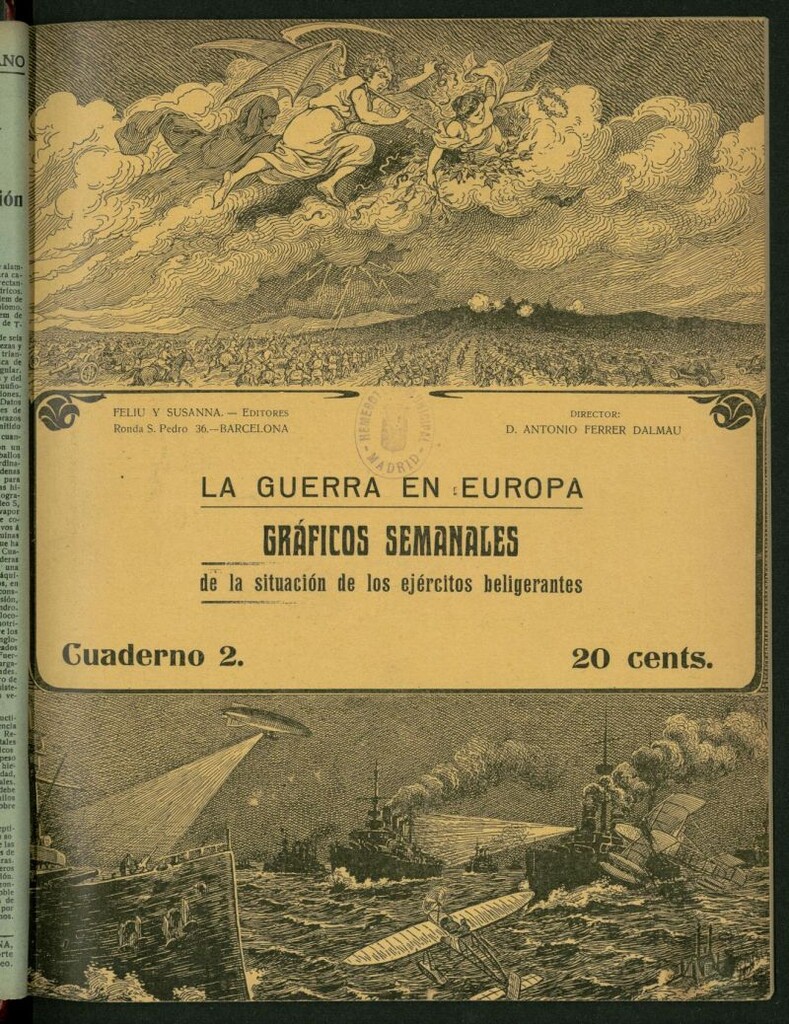 FELIU Y SUSANNA. — EDITORES
Ronda S. Pedro 36.—BARCELONA
DIRECTOR:
D. ANTONIO FERRER DALMAU
MADRID
LA GUERRA EN EUROPA
GRÁFICOS SEMANALES
de la situación de los ejércitos beligerantes
Cuaderno 2.
20 cents.